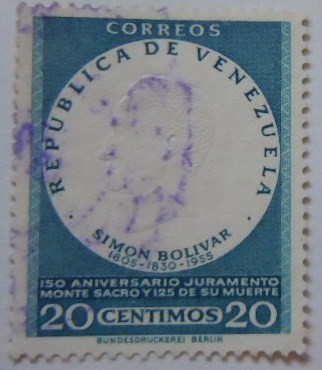 CORREOS
REPUBLICA DE VENEZUELA
SIMON BOLIVAR
1805-1830-1955
150 ANIVERSARIO JURAMENTO
MONTE SACRO Y 125 DE SU MUERTE
20 CENTIMOS 20
BUNDESDRUCKEREI BERLIN